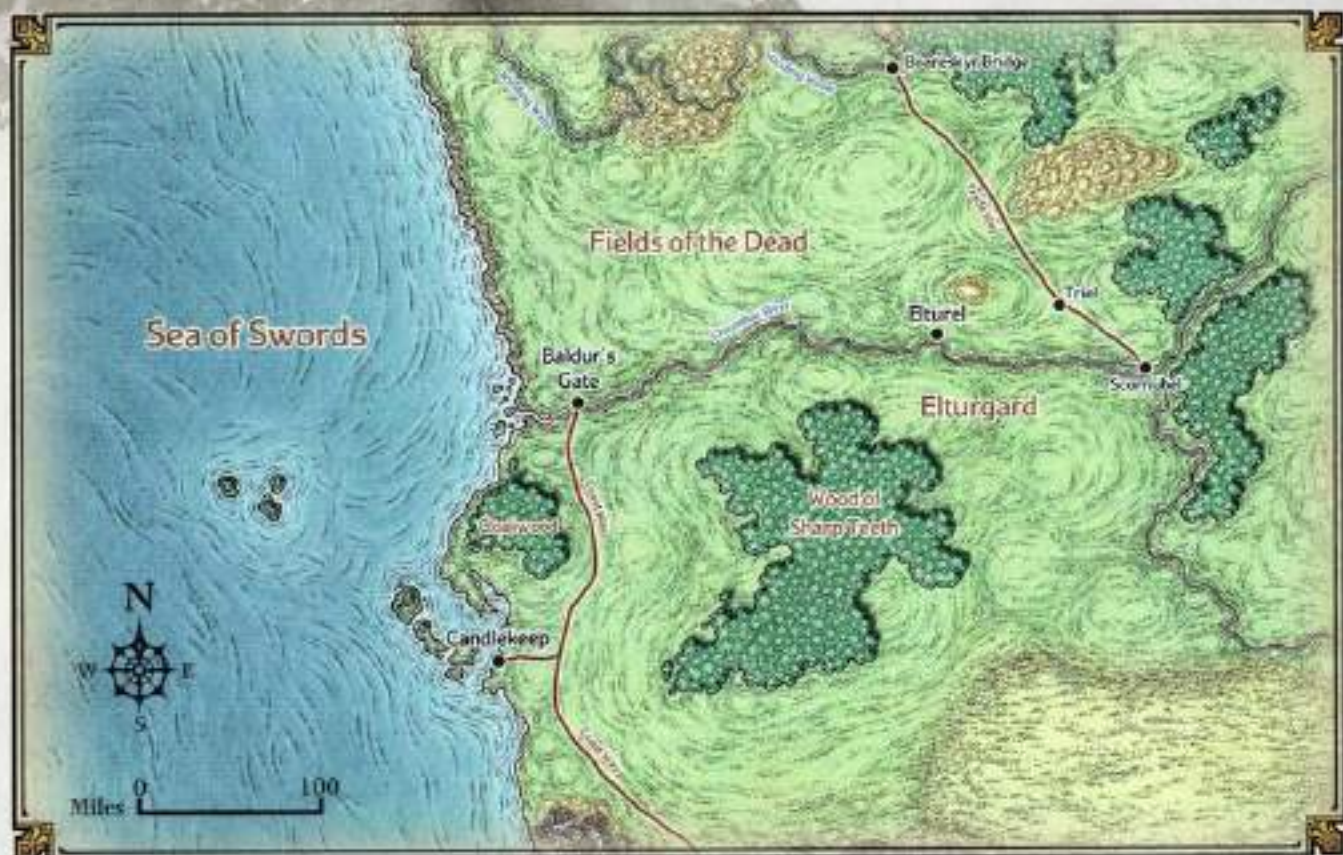 Boareskyr Bridge
Fields of the Dead
Triel
Elturel
Sea of Swords
Baldur's
Gate
Scornubel
Elturgard
Wood of
Sharp Teeth
Cloakwood
N
W
E
S
Candlekeep
0
100
Miles